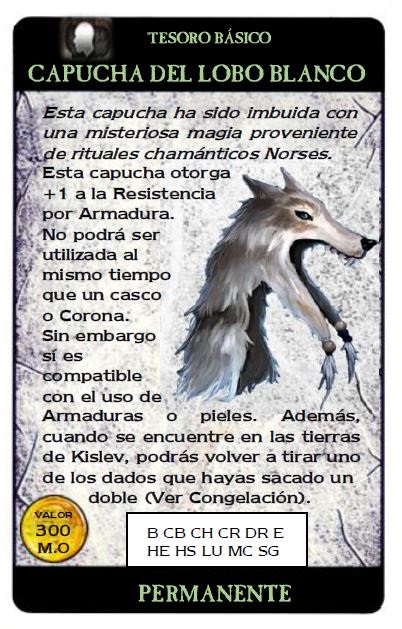 TESORO BÁSICO
CAPUCHA DEL LOBO BLANCO
Esta capucha ha sido imbuida con
una misteriosa magia proveniente
de rituales chamánticos Norses.
Esta capucha otorga
+1 a la Resistencia
por Armadura.
No podrá ser
utilizada al
mismo tiempo
que un casco
o Corona.
Sin embargo
sí es
compatible
con el uso de
Armaduras o pieles. Además,
cuando se encuentre en las tierras
de Kislev, podrás volver a tirar uno
de los dados que hayas sacado un
doble (Ver Congelación).
VALOR
300
M.O
B CB CH CR DR E
HE HS LU MC SG
PERMANENTE